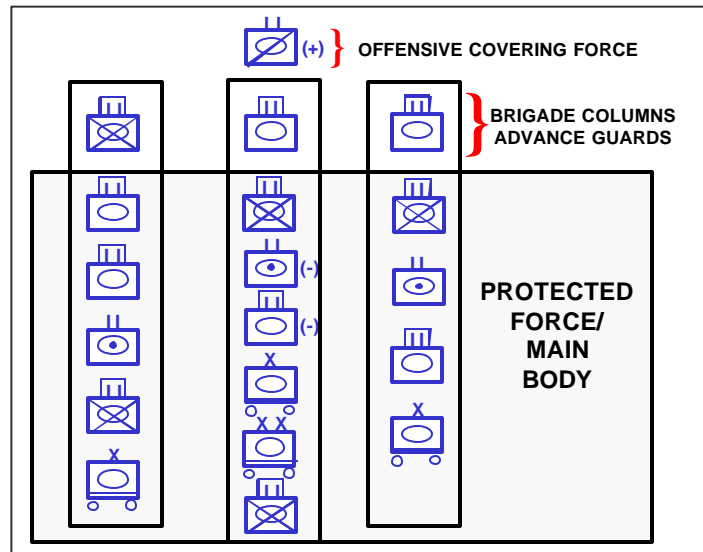 (+) OFFENSIVE COVERING FORCE
BRIGADE COLUMNS
ADVANCE GUARDS
(-)
(-)
PROTECTED
FORCE/
MAIN
BODY
X
X
X X
X